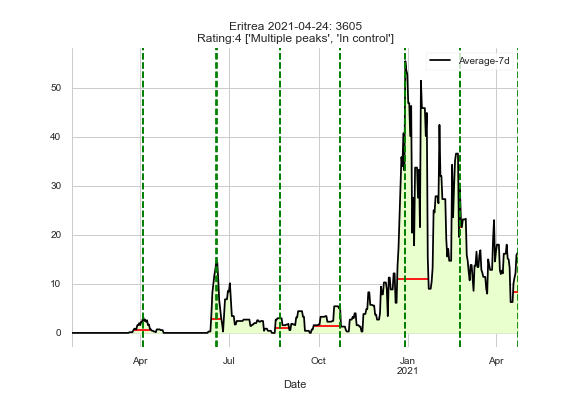 Eritrea 2021-04-24: 3605
Rating:4 ['Multiple peaks', 'In control']
Average-7d
50
40
30
20
10
0
Apr
Jul
Oct
Jan
2021
Apr
Date